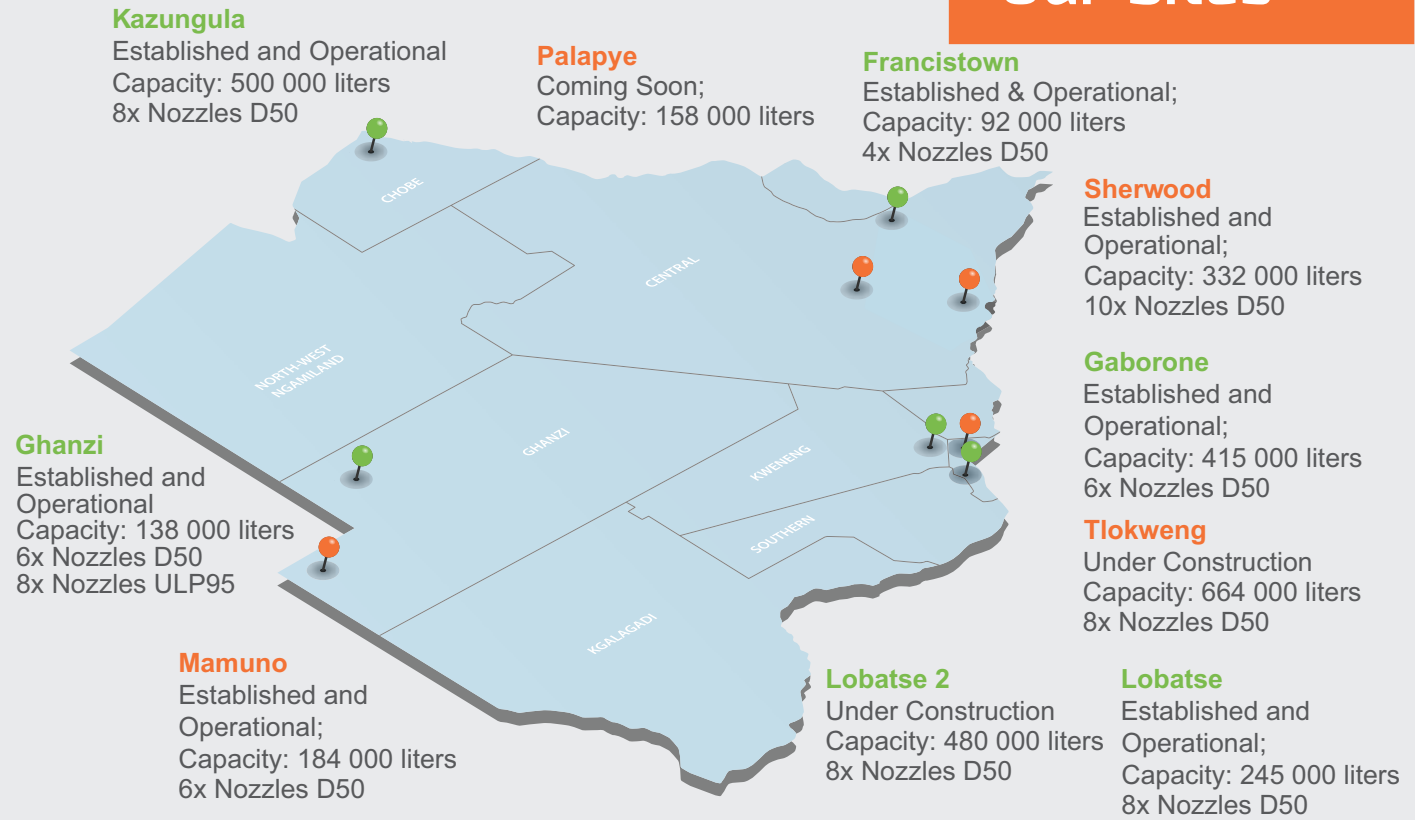 Our Sites
Kazungula
Established and Operational
Capacity: 500 000 liters
8x Nozzles D50
Palapye
Coming Soon;
Capacity: 158 000 liters
Francistown
Established & Operational;
Capacity: 92 000 liters
4x Nozzles D50
Sherwood
Established and
Operational;
Capacity: 332 000 liters
10x Nozzles D50
Gaborone
Established and
Operational;
Capacity: 415 000 liters
6x Nozzles D50
Tlokweng
Under Construction
Capacity: 664 000 liters
8x Nozzles D50
CHOBE
CENTRAL
NORTH-WEST
NGAMILAND
GHANZI
KWENENG
SOUTHERN
KGALAGADI
Ghanzi
Established and
Operational
Capacity: 138 000 liters
6x Nozzles D50
8x Nozzles ULP95
Mamuno
Established and
Operational;
Capacity: 184 000 liters
6x Nozzles D50
Lobatse 2
Under Construction
Capacity: 480 000 liters
8x Nozzles D50
Lobatse
Established and
Operational;
Capacity: 245 000 liters
8x Nozzles D50